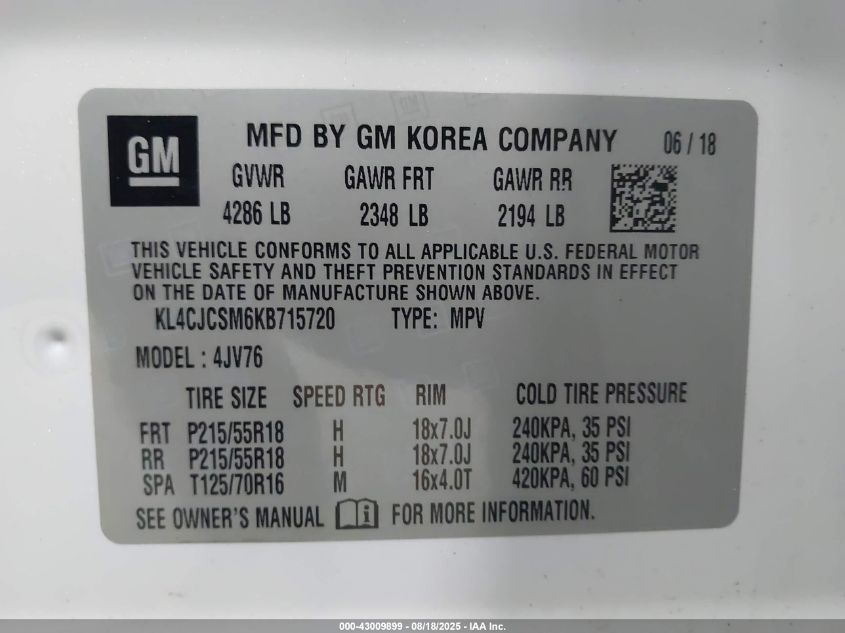 GM
MFD BY GM KOREA COMPANY 06 / 18
GVWR GAWR FRT GAWR RR
4286 LB 2348 LB 2194 LB
THIS VEHICLE CONFORMS TO ALL APPLICABLE U.S. FEDERAL MOTOR
VEHICLE SAFETY AND THEFT PREVENTION STANDARDS IN EFFECT
ON THE DATE OF MANUFACTURE SHOWN ABOVE.
KL4CJCSM6KB715720 TYPE: MPV
MODEL : 4JV76
TIRE SIZE SPEED RTG RIM COLD TIRE PRESSURE
FRT P215/55R18 H 18x7.0J 240KPA, 35 PSI
RR P215/55R18 H 18x7.0J 240KPA, 35 PSI
SPA T125/70R16 M 16x4.0T 420KPA, 60 PSI
SEE OWNER'S MANUAL i FOR MORE INFORMATION.
000-43009899 - 08/18/2025 - IAA Inc.